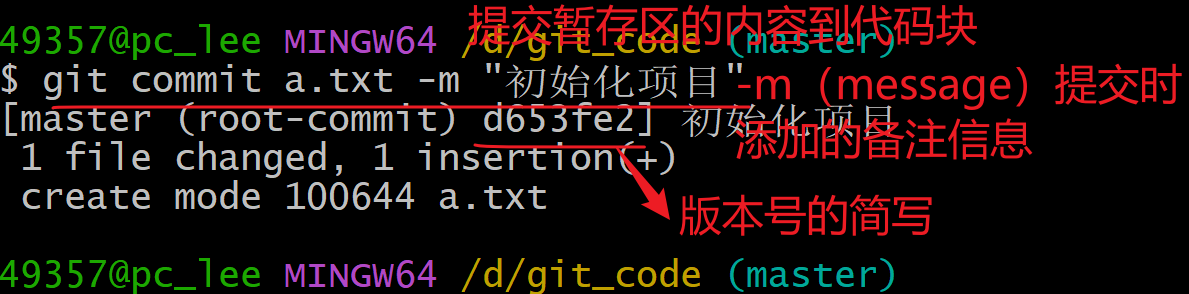 提交暂存区的内容到代码块
49357@pc_lee MINGW64 /d/git_code (master)
$ git commit a.txt -m "初始化项目"
-m（message）提交时
添加的备注信息
[master (root-commit) d653fe2] 初始化项目
1 file changed, 1 insertion(+)
create mode 100644 a.txt
版本号的简写
49357@pc_lee MINGW64 /d/git_code (master)